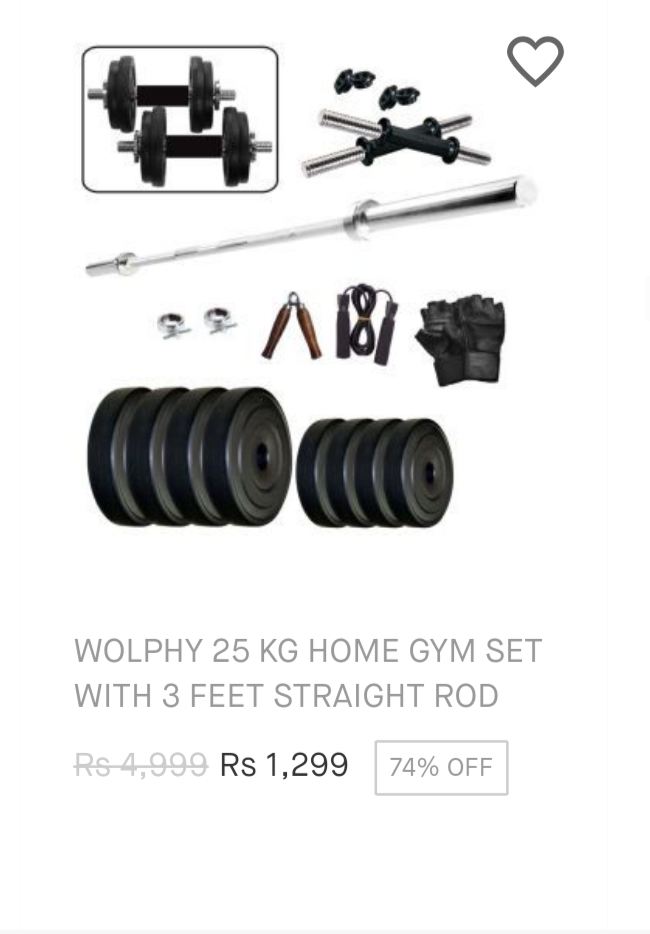 WOLPHY 25 KG HOME GYM SET
WITH 3 FEET STRAIGHT ROD
Rs 4,999 Rs 1,299 74% OFF